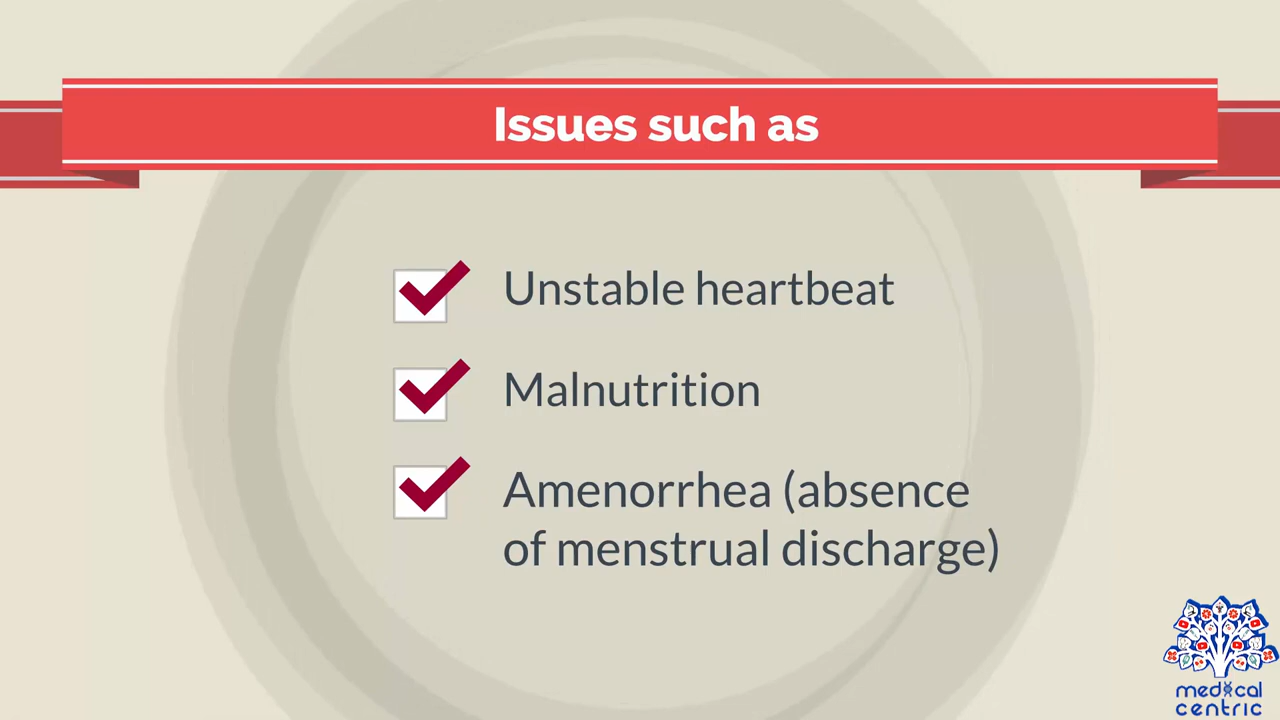 Issues such as
Unstable heartbeat
Malnutrition
Amenorrhea (absence
of menstrual discharge)
medical
centric